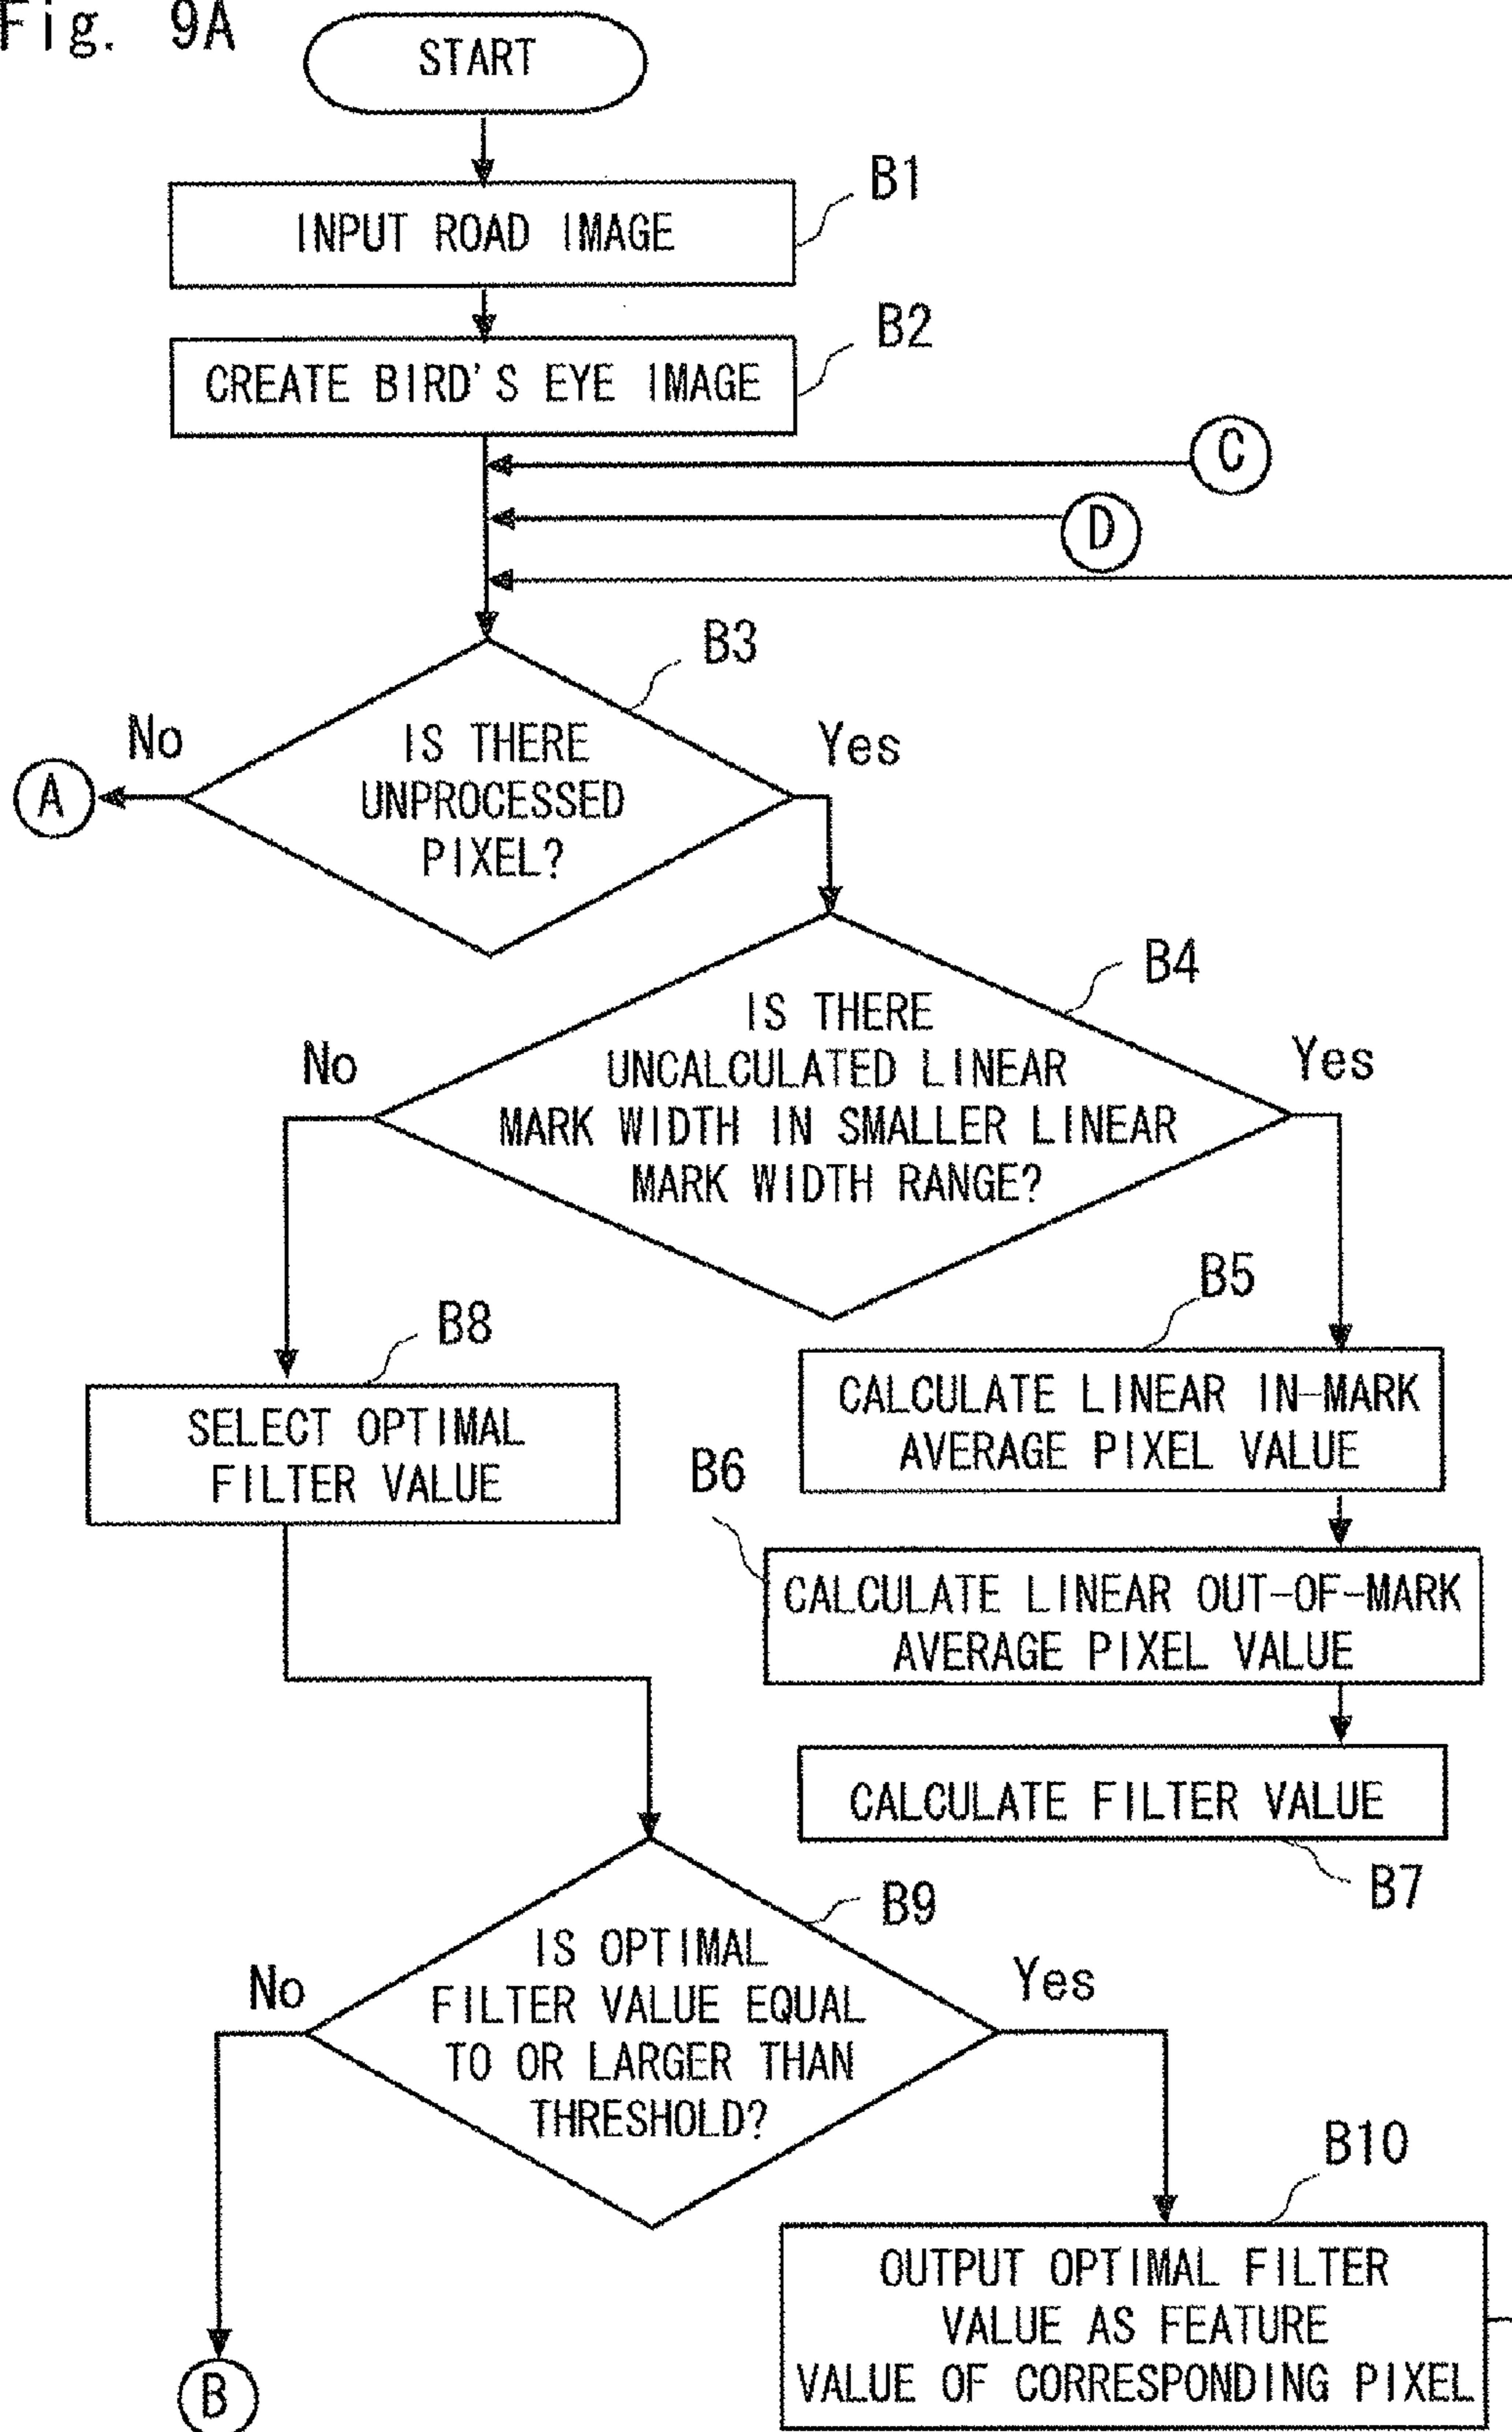 Fig. 9A
START
B1
INPUT ROAD IMAGE
B2
CREATE BIRD'S EYE IMAGE
C
D
B3
No
IS THERE
UNPROCESSED
PIXEL?
Yes
A
B4
No
IS THERE
UNCALCULATED LINEAR
MARK WIDTH IN SMALLER LINEAR
MARK WIDTH RANGE?
Yes
B5
B8
CALCULATE LINEAR IN-MARK
AVERAGE PIXEL VALUE
SELECT OPTIMAL
FILTER VALUE
B6
CALCULATE LINEAR OUT-OF-MARK
AVERAGE PIXEL VALUE
CALCULATE FILTER VALUE
B7
B9
No
IS OPTIMAL
FILTER VALUE EQUAL
TO OR LARGER THAN
THRESHOLD?
Yes
B10
OUTPUT OPTIMAL FILTER
VALUE AS FEATURE
VALUE OF CORRESPONDING PIXEL
B